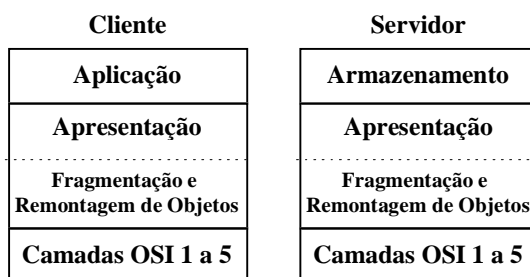 Cliente
Aplicação
Apresentação
Fragmentação e
Remontagem de Objetos
Camadas OSI 1 a 5
Servidor
Armazenamento
Apresentação
Fragmentação e
Remontagem de Objetos
Camadas OSI 1 a 5